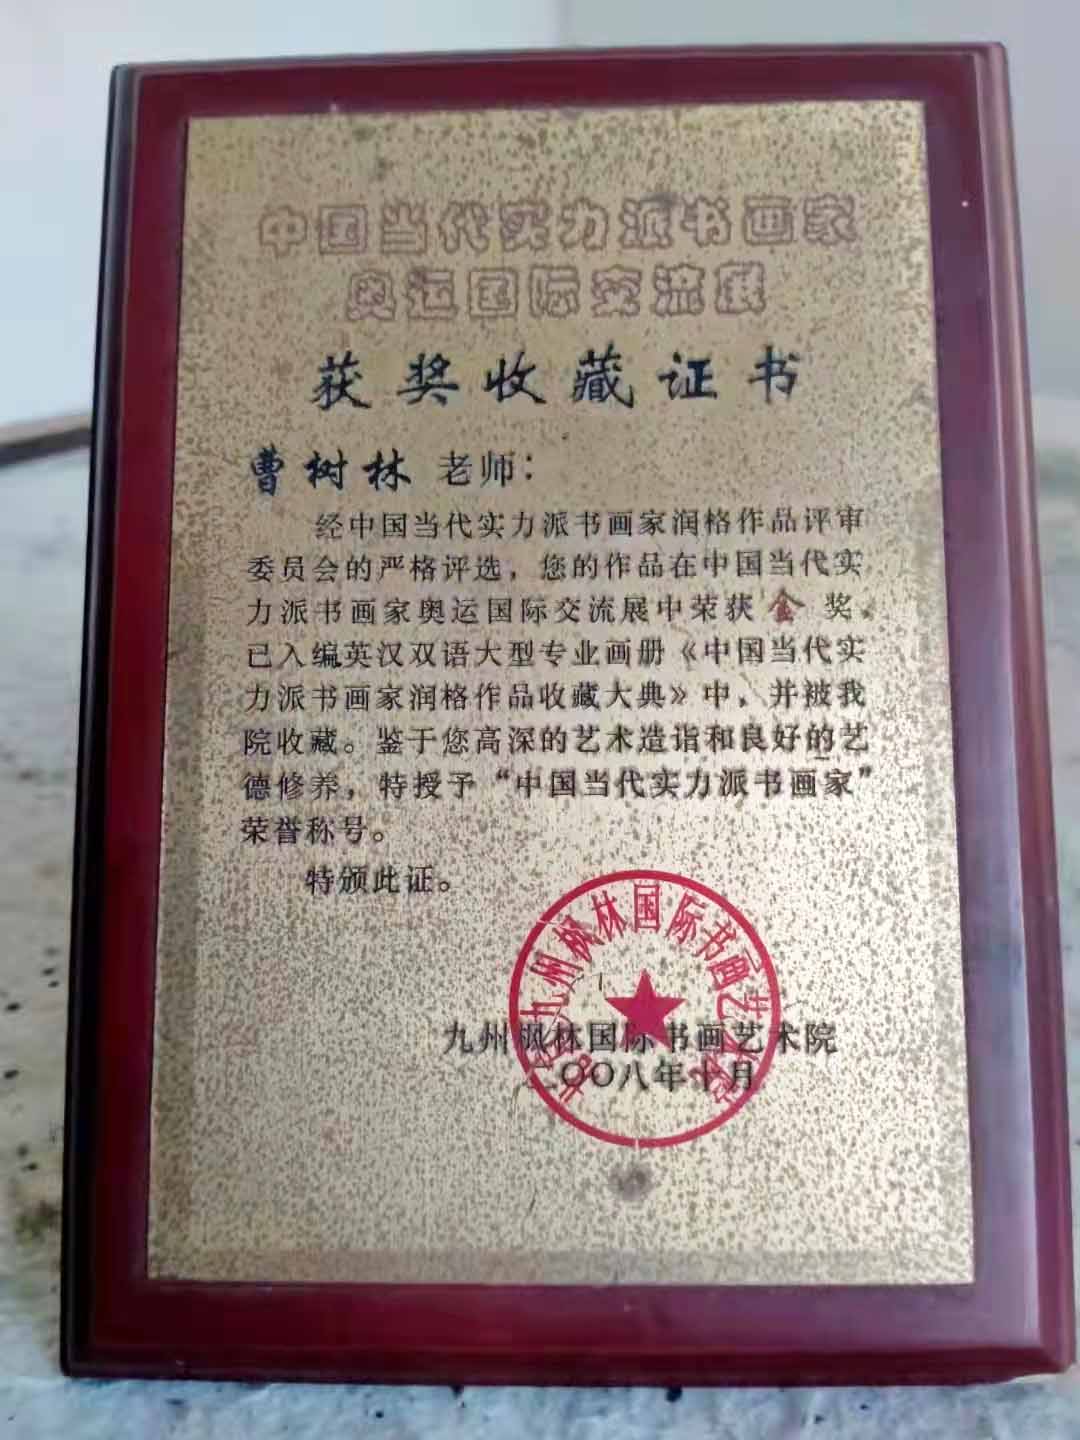 中国当代实力派书画家
奥运国际交流展
获奖收藏证书
曹树林 老师：
经中国当代实力派书画家润格作品评审
委员会的严格评选，您的作品在中国当代实
力派书画家奥运国际交流展中荣获 金 奖。
已入编英汉双语大型专业画册《中国当代实
力派书画家润格作品收藏大典》中，并被我
院收藏。鉴于您高深的艺术造诣和良好的艺
德修养，特授予“中国当代实力派书画家”
荣誉称号。
特颁此证。
九州枫林国际书画艺
九州枫林国际书画艺术院
二〇〇八年十月